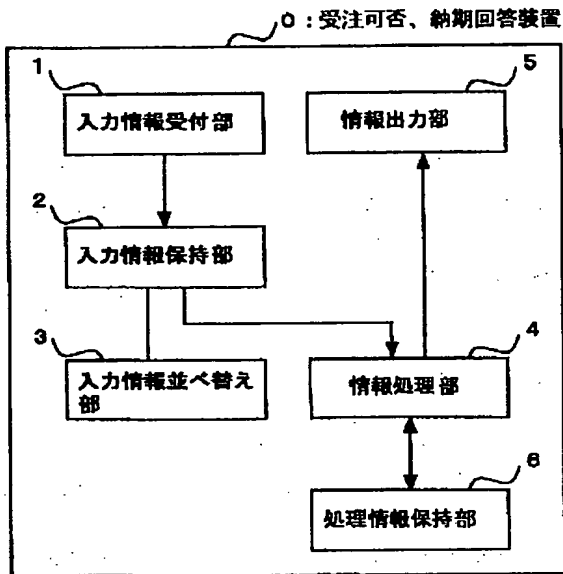 0：受注可否、納期回答装置
1
5
入力情報受付部
情報出力部
2
入力情報保持部
3
4
入力情報並べ替え
部
情報処理部
6
処理情報保持部